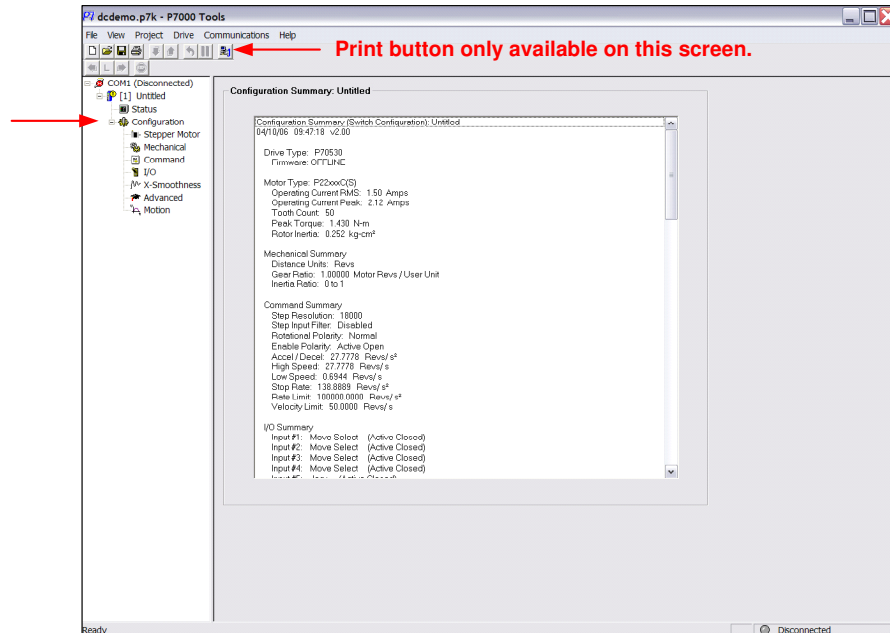 dcdemo.p7k - P7000 Tools
File View Project Drive Communications Help
Print button only available on this screen.
COM1 (Disconnected)
[1] Untitled
Status
Configuration
Stepper Motor
Mechanical
Command
I/O
X-Smoothness
Advanced
Motion
Configuration Summary: Untitled
Configuration Summary (Switch Configuration): Untitled
04/10/06 09:47:18 v2.00
Drive Type: P70530
Firmware: OFFLINE
Motor Type: P22xxxC(S)
Operating Current RMS: 1.50 Amps
Operating Current Peak: 2.12 Amps
Tooth Count: 50
Peak Torque: 1.430 N-m
Rotor Inertia: 0.252 kg-cm²
Mechanical Summary
Distance Units: Revs
Gear Ratio: 1.00000 Motor Revs / User Unit
Inertia Ratio: 0 to 1
Command Summary
Step Resolution: 18000
Step Input Filter: Disabled
Rotational Polarity: Normal
Enable Polarity: Active Open
Accel / Decel: 27.7778 Revs/ s²
High Speed: 27.7778 Revs/ s
Low Speed: 0.6944 Revs/ s
Stop Rate: 138.8889 Revs/ s²
Rate Limit: 100000.0000 Revs/ s²
Velocity Limit: 50.0000 Revs/ s
I/O Summary
Input #1: Move Select (Active Closed)
Input #2: Move Select (Active Closed)
Input #3: Move Select (Active Closed)
Input #4: Move Select (Active Closed)
Ready
Disconnected